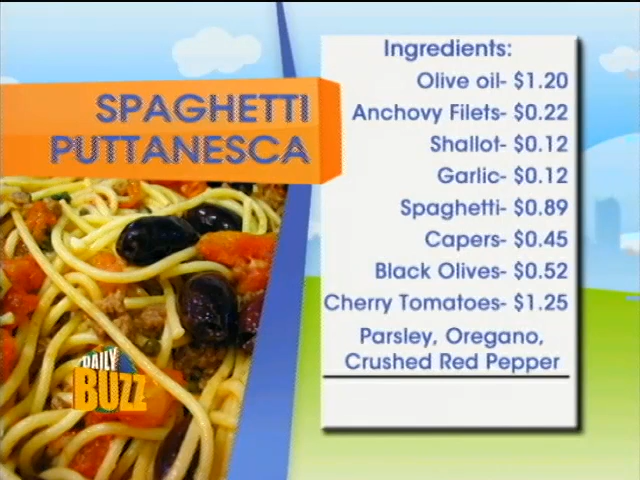 SPAGHETTI
PUTTANESCA
Ingredients:
Olive oil- $1.20
Anchovy Filets- $0.22
Shallot- $0.12
Garlic- $0.12
Spaghetti- $0.89
Capers- $0.45
Black Olives- $0.52
Cherry Tomatoes- $1.25
Parsley, Oregano,
Crushed Red Pepper
DAILY
BUZZ